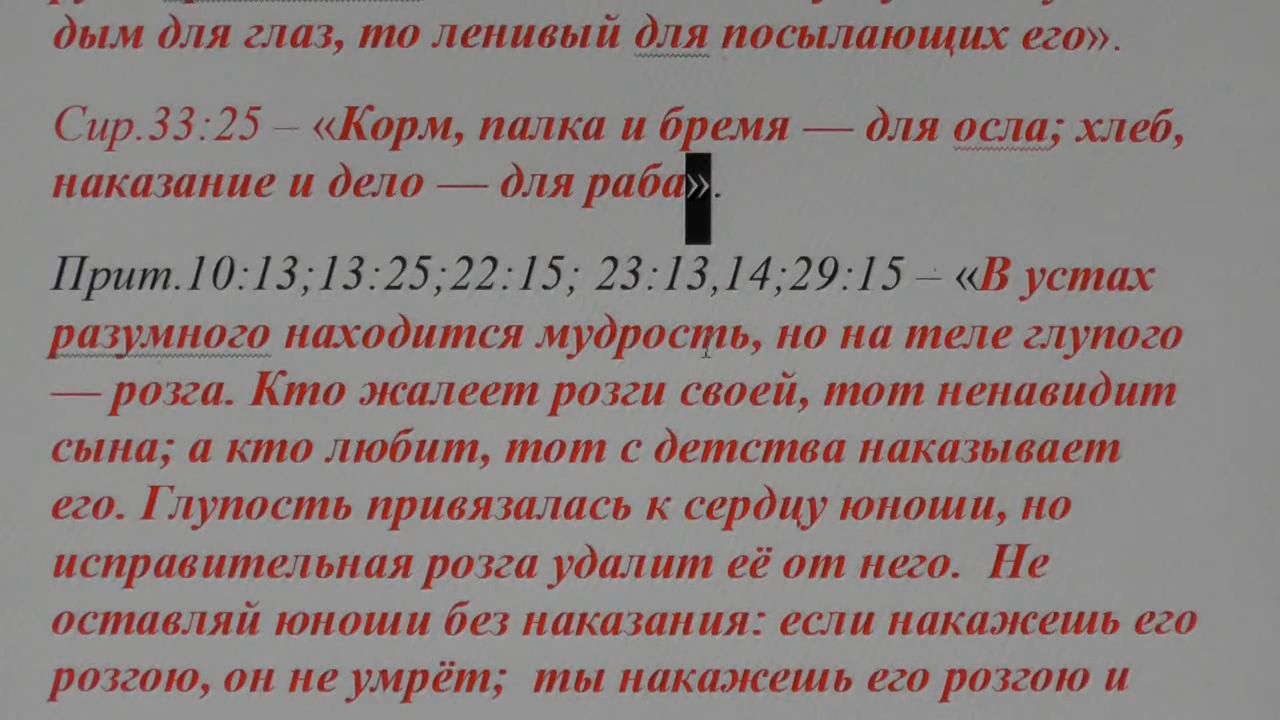 дым для глаз, то ленивый для посылающих его».
Сир.33:25 – «Корм, палка и бремя — для осла; хлеб,
наказание и дело — для раба».
Прит.10:13;13:25;22:15; 23:13,14;29:15 – «В устах
разумного находится мудрость, но на теле глупого
— розга. Кто жалеет розги своей, тот ненавидит
сына; а кто любит, тот с детства наказывает
его. Глупость привязалась к сердцу юноши, но
исправительная розга удалит её от него.  Не
оставляй юноши без наказания: если накажешь его
розгою, он не умрёт;  ты накажешь его розгою и